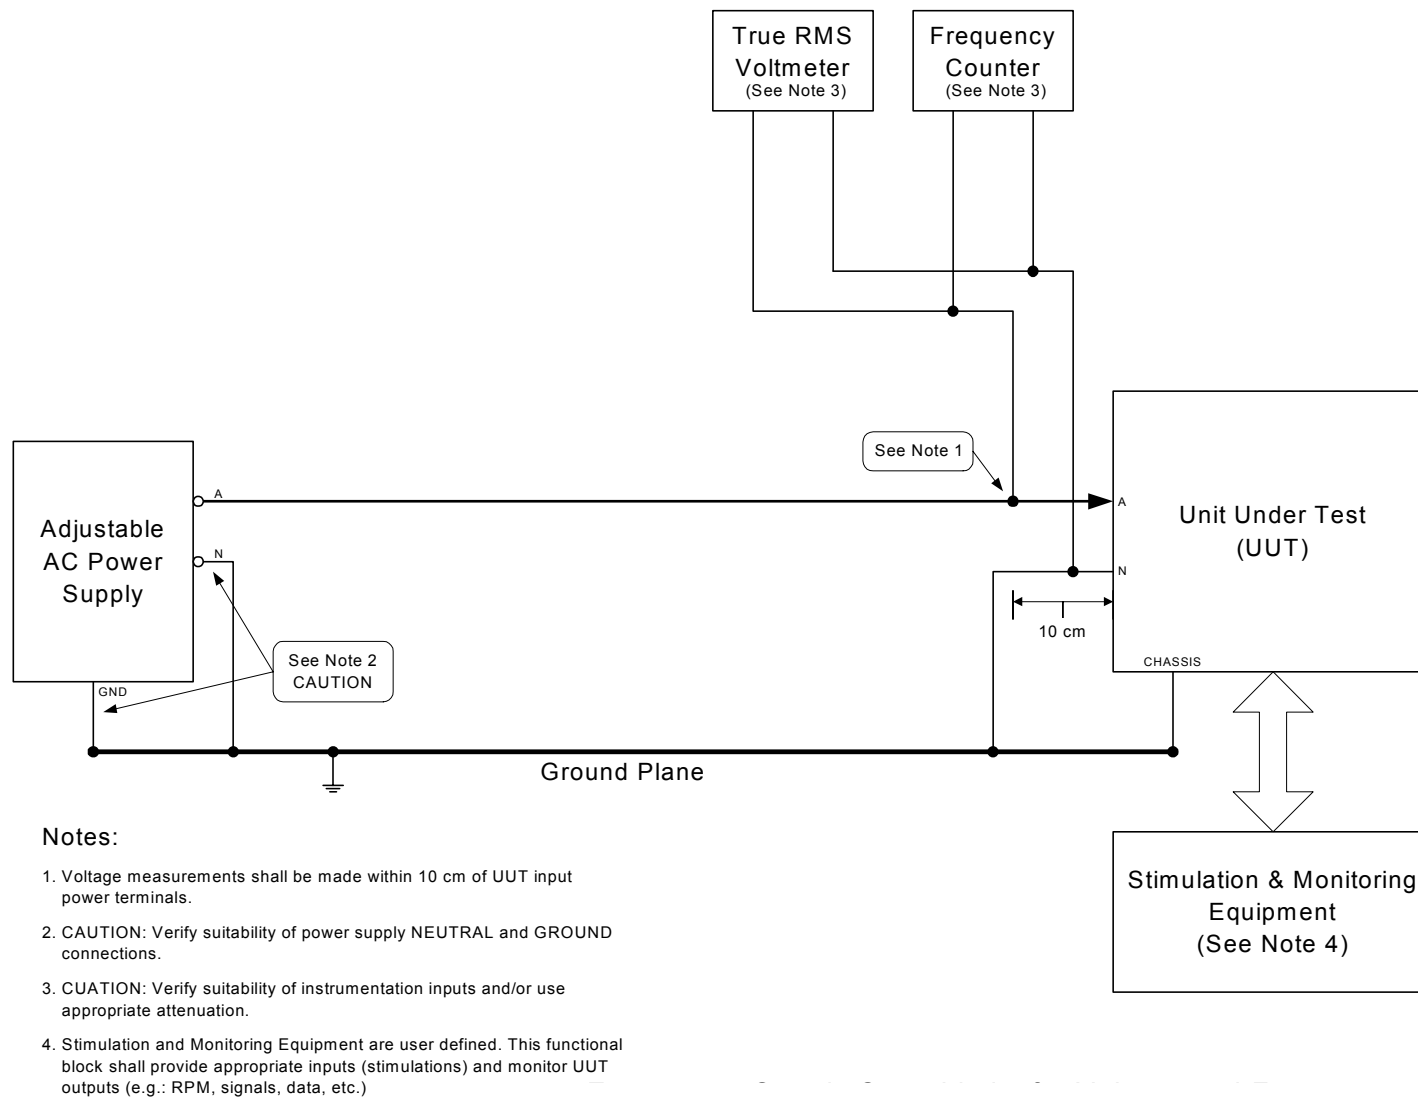 True RMS
Voltmeter
(See Note 3)
Frequency
Counter
(See Note 3)
See Note 1
A
A
Adjustable
AC Power
Supply
N
Unit Under Test
(UUT)
N
10 cm
See Note 2
CAUTION
CHASSIS
GND
Ground Plane
Notes:
1. Voltage measurements shall be made within 10 cm of UUT input
power terminals.
2. CAUTION: Verify suitability of power supply NEUTRAL and GROUND
connections.
3. CUATION: Verify suitability of instrumentation inputs and/or use
appropriate attenuation.
4. Stimulation and Monitoring Equipment are user defined. This functional
block shall provide appropriate inputs (stimulations) and monitor UUT
outputs (e.g.: RPM, signals, data, etc.)
Stimulation & Monitoring
Equipment
(See Note 4)